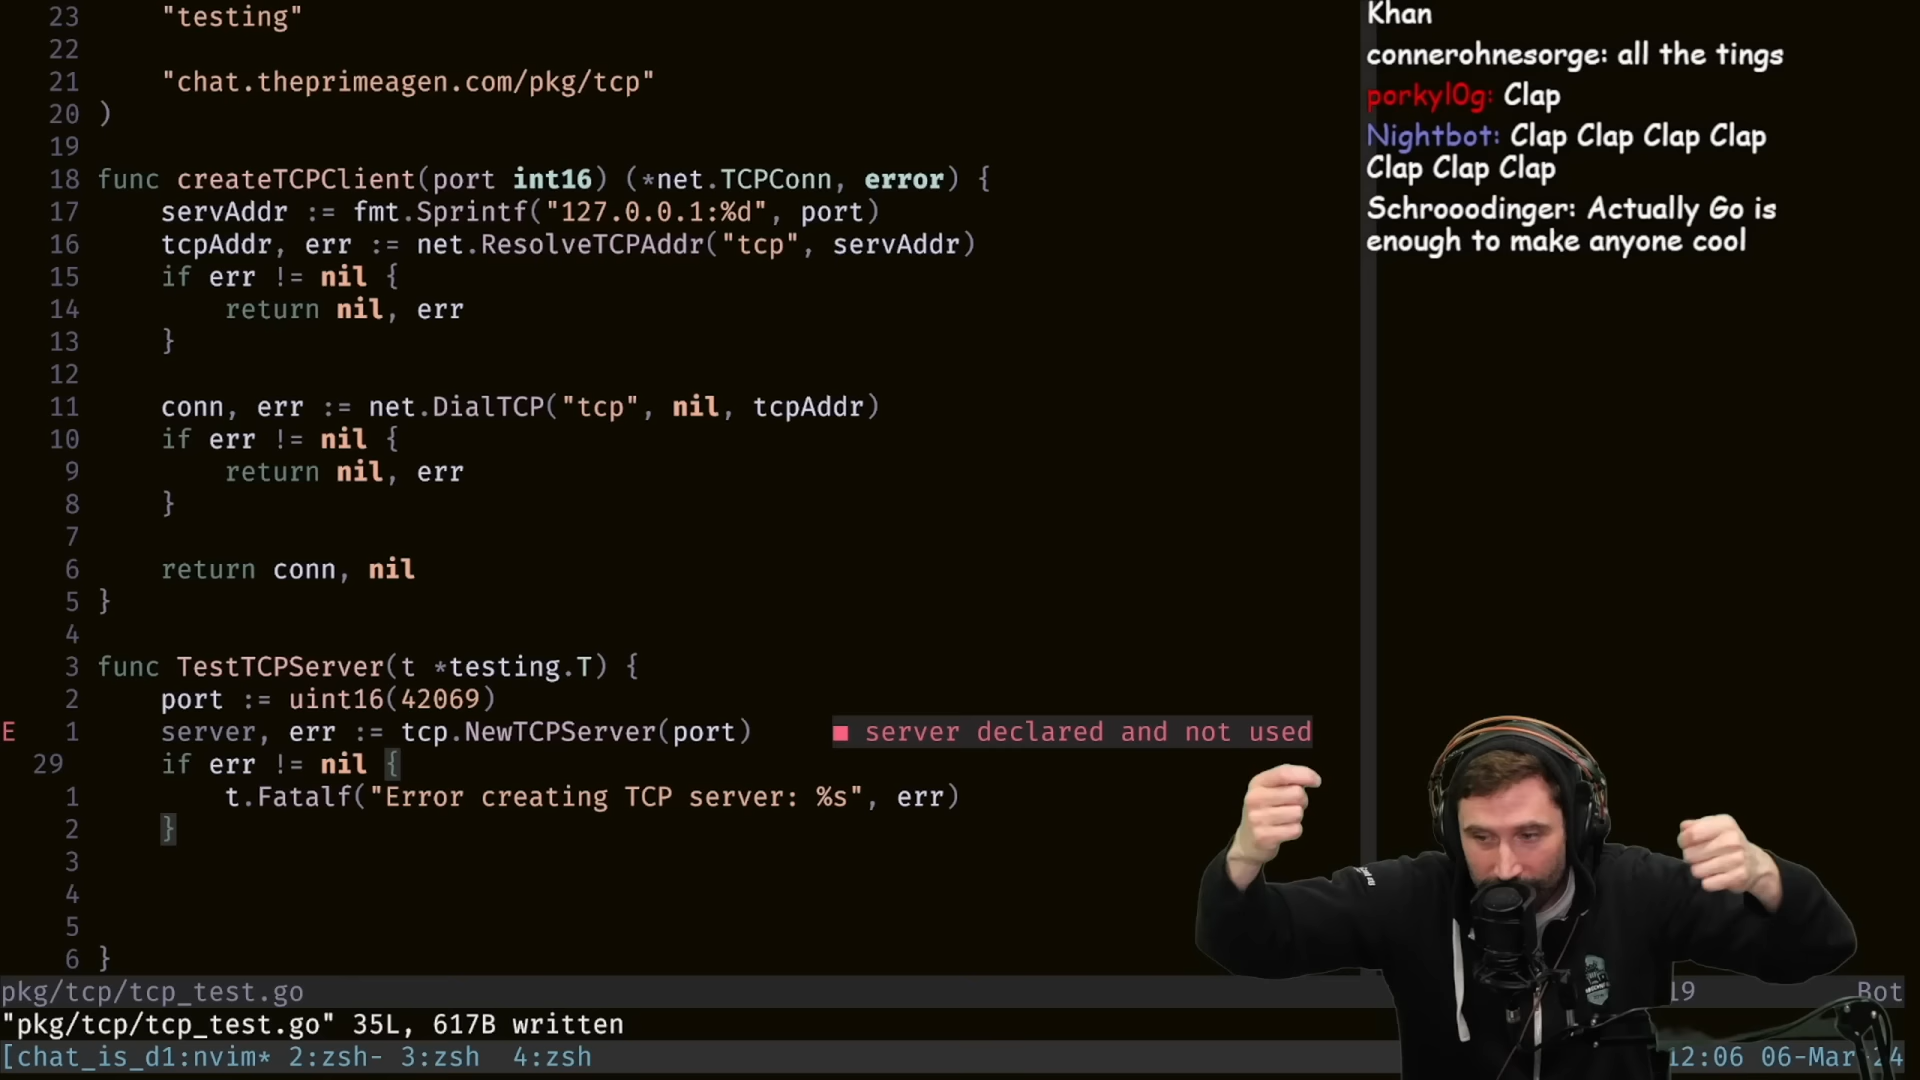 23 "testing"
22
21 "chat.theprimeagen.com/pkg/tcp"
20 )
19
18 func createTCPClient(port int16) (*net.TCPConn, error) {
17 servAddr := fmt.Sprintf("127.0.0.1:%d", port)
16 tcpAddr, err := net.ResolveTCPAddr("tcp", servAddr)
15 if err != nil {
14 return nil, err
13 }
12
11 conn, err := net.DialTCP("tcp", nil, tcpAddr)
10 if err != nil {
9 return nil, err
8 }
7
6 return conn, nil
5 }
4
3 func TestTCPServer(t *testing.T) {
2 port := uint16(42069)
E 1 server, err := tcp.NewTCPServer(port) ■ server declared and not used
29 if err != nil {
1 t.Fatalf("Error creating TCP server: %s", err)
2 }
3
4
5
6 }
pkg/tcp/tcp_test.go 19 Bot
"pkg/tcp/tcp_test.go" 35L, 617B written
[chat_is_d1:nvim* 2:zsh- 3:zsh 4:zsh 12:06 06-Mar-24
Khan
connerohnesorge: all the tings
porkyl0g: Clap
Nightbot: Clap Clap Clap Clap
Clap Clap Clap
Schrooodinger: Actually Go is
enough to make anyone cool